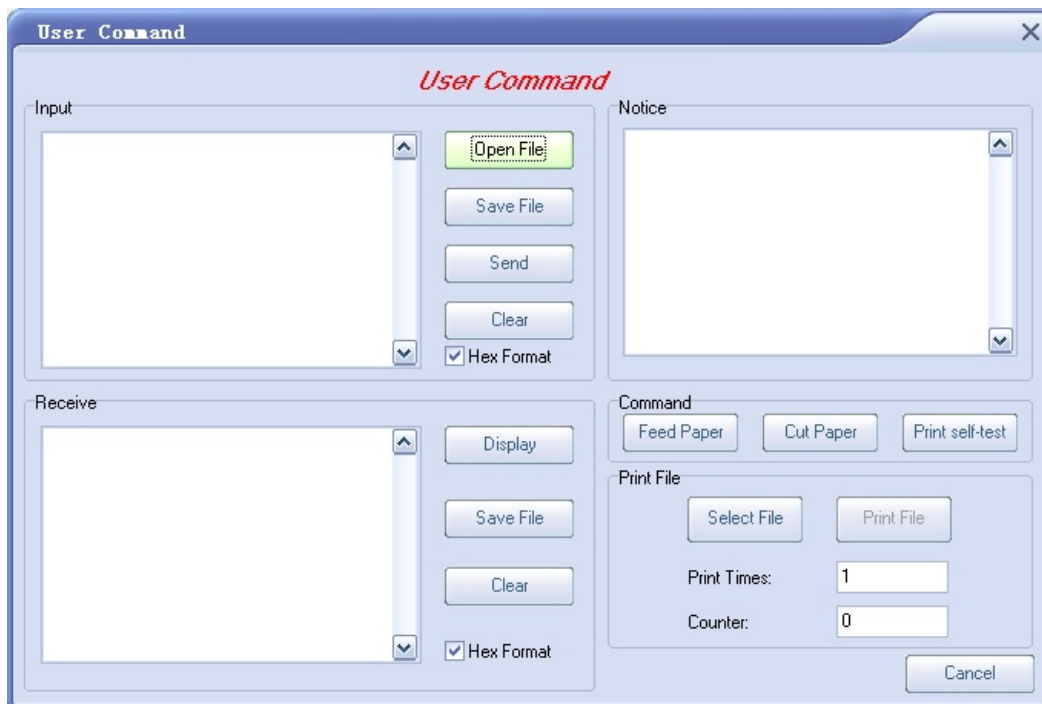 User Command
User Command
Input
Open File
Save File
Send
Clear
Hex Format
Notice
Receive
Display
Save File
Clear
Hex Format
Command
Feed Paper Cut Paper Print self-test
Print File
Select File Print File
Print Times: 1
Counter: 0
Cancel